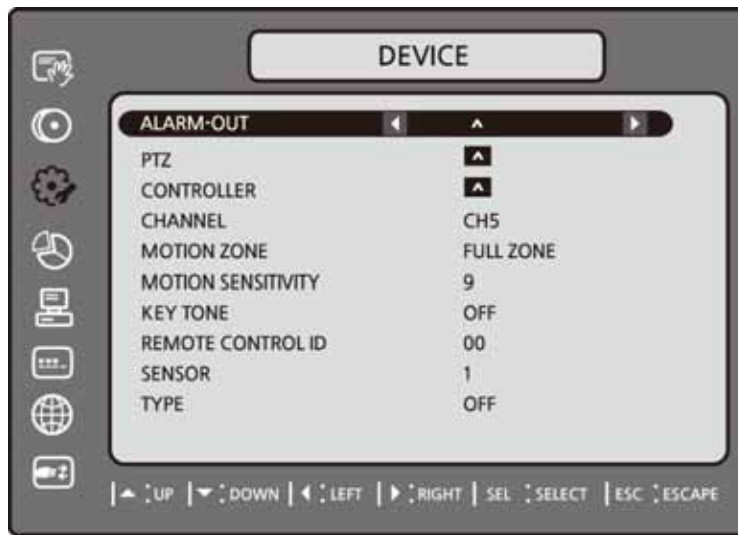 DEVICE
ALARM-OUT
PTZ
CONTROLLER
CHANNEL CH5
MOTION ZONE FULL ZONE
MOTION SENSITIVITY 9
KEY TONE OFF
REMOTE CONTROL ID 00
SENSOR 1
TYPE OFF
UP DOWN LEFT RIGHT SEL : SELECT ESC : ESCAPE